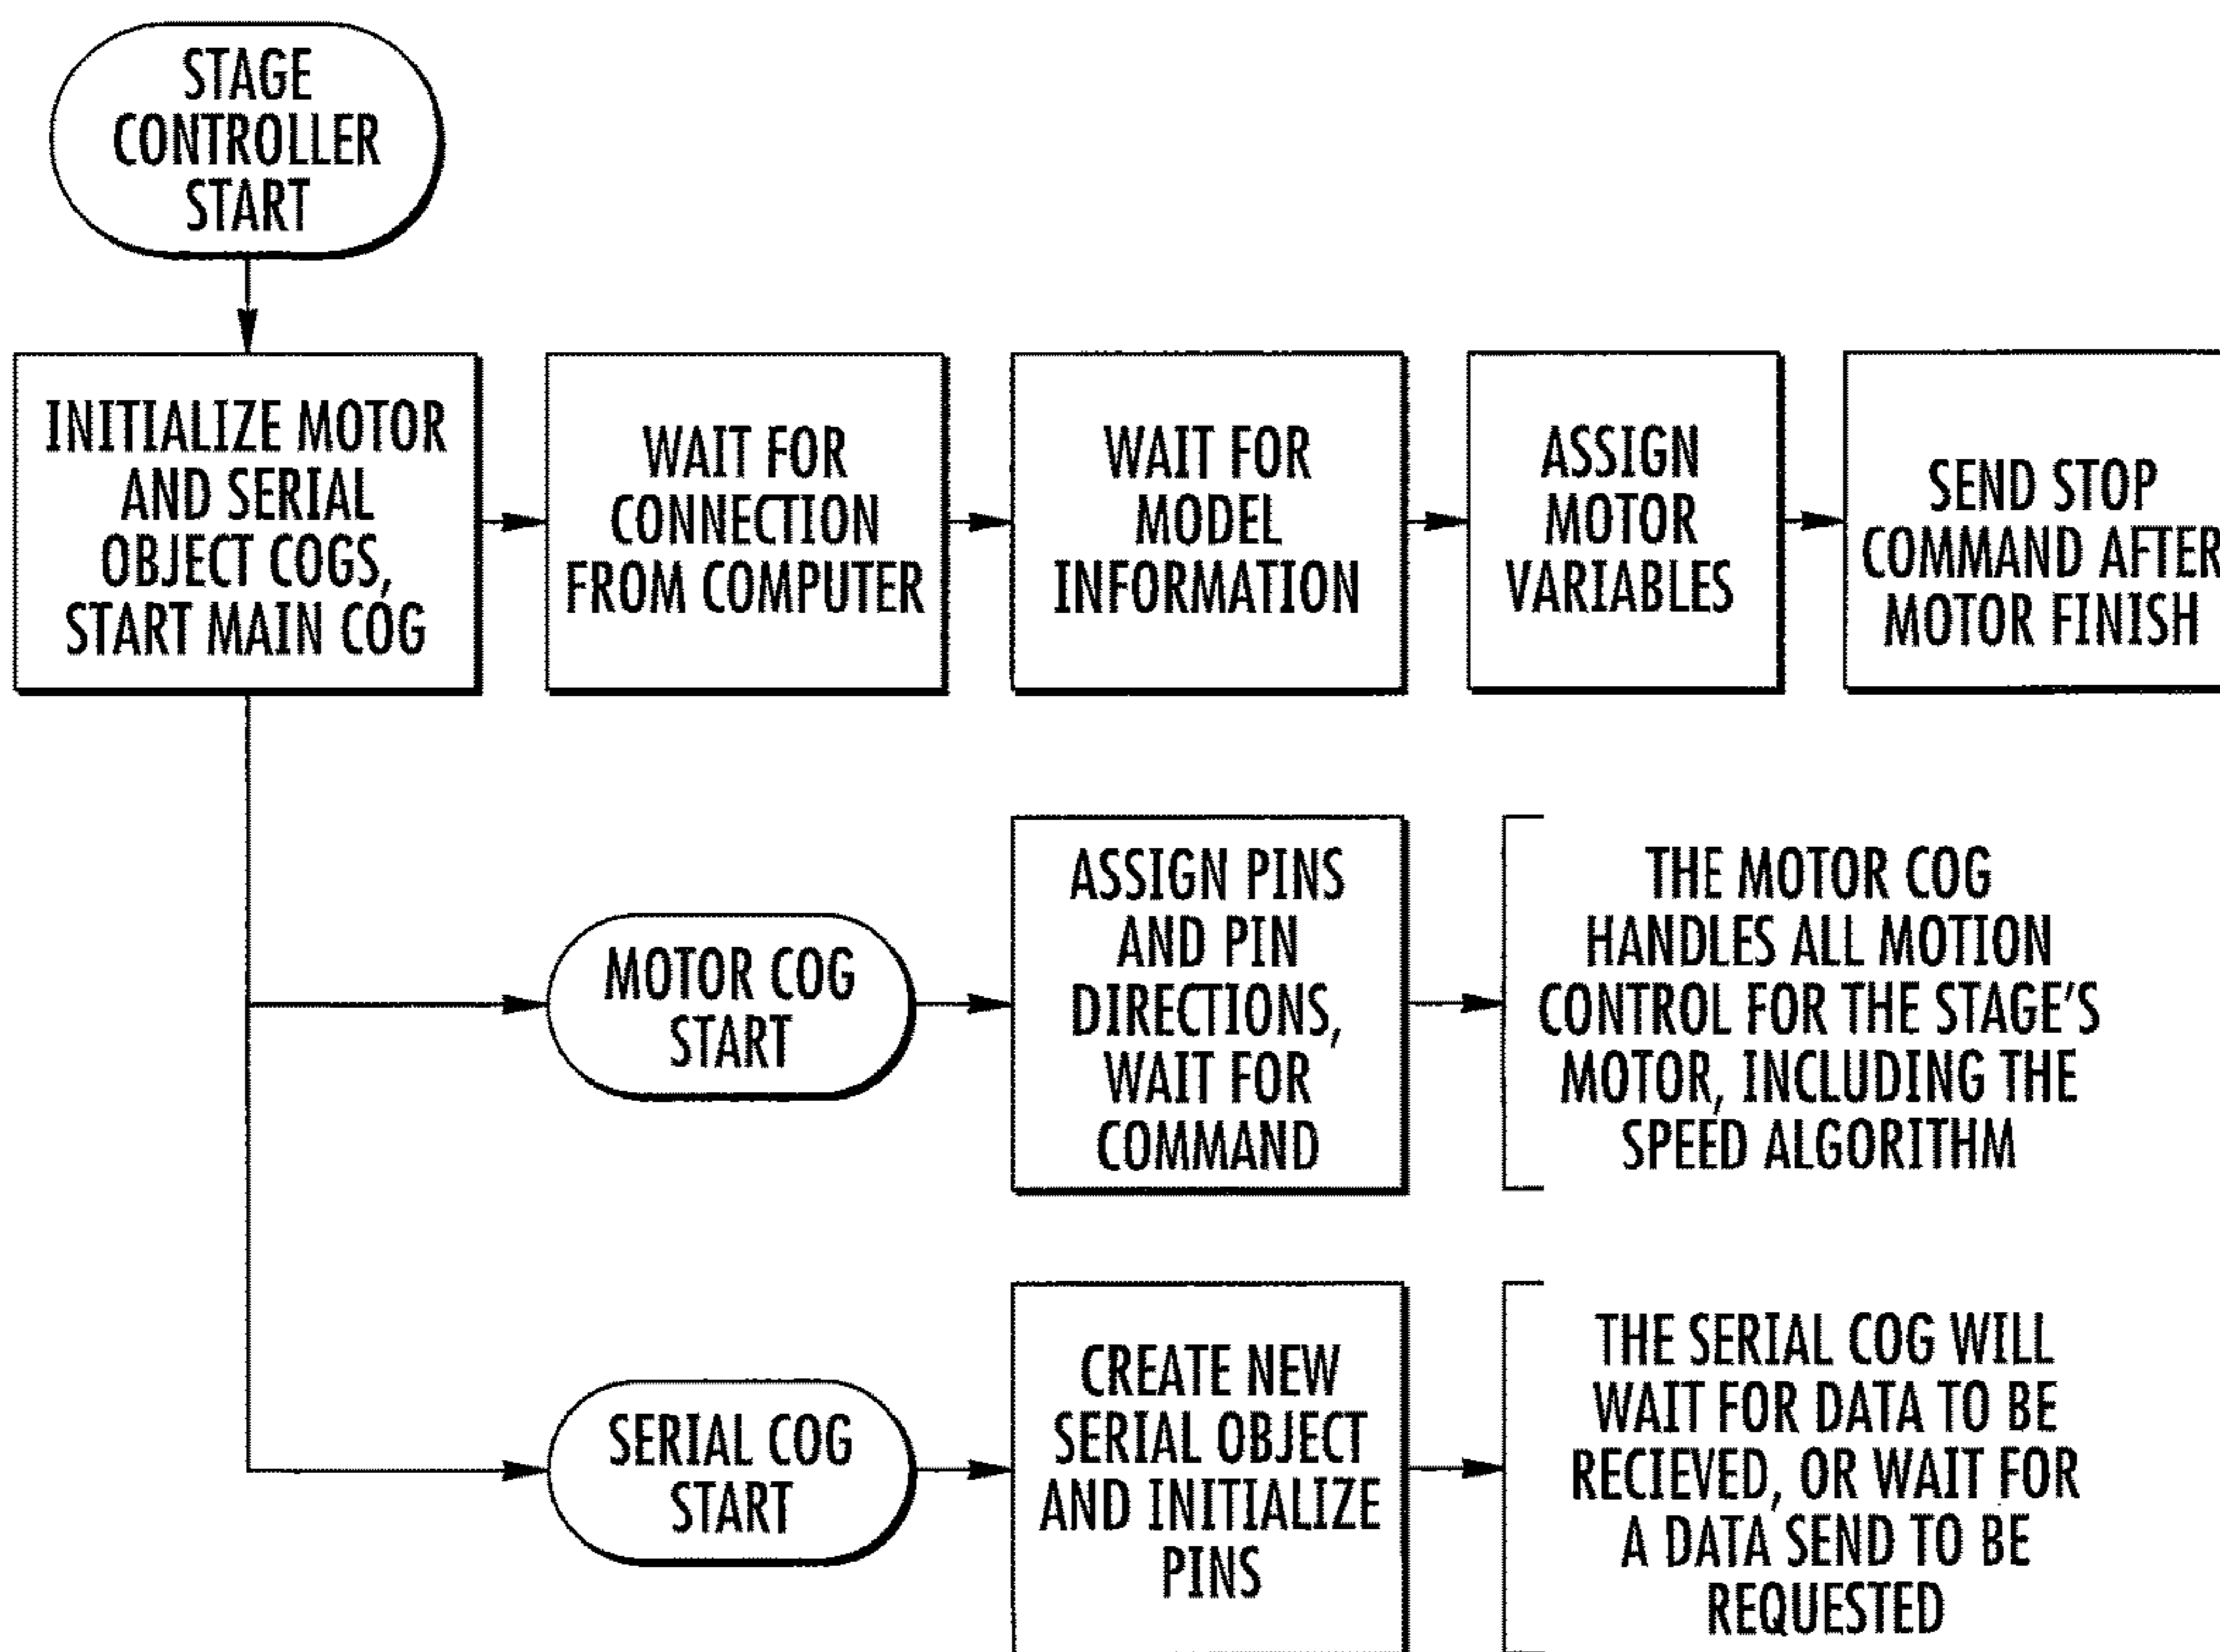 STAGE
CONTROLLER
START
INITIALIZE MOTOR
AND SERIAL
OBJECT COGS,
START MAIN COG
WAIT FOR
CONNECTION
FROM COMPUTER
WAIT FOR
MODEL
INFORMATION
ASSIGN
MOTOR
VARIABLES
SEND STOP
COMMAND AFTER
MOTOR FINISH
MOTOR COG
START
ASSIGN PINS
AND PIN
DIRECTIONS,
WAIT FOR
COMMAND
THE MOTOR COG
HANDLES ALL MOTION
CONTROL FOR THE STAGE'S
MOTOR, INCLUDING THE
SPEED ALGORITHM
SERIAL COG
START
CREATE NEW
SERIAL OBJECT
AND INITIALIZE
PINS
THE SERIAL COG WILL
WAIT FOR DATA TO BE
RECIEVED, OR WAIT FOR
A DATA SEND TO BE
REQUESTED